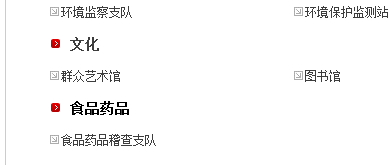 环境监察支队 环境保护监测站
文化
群众艺术馆 图书馆
食品药品
食品药品稽查支队